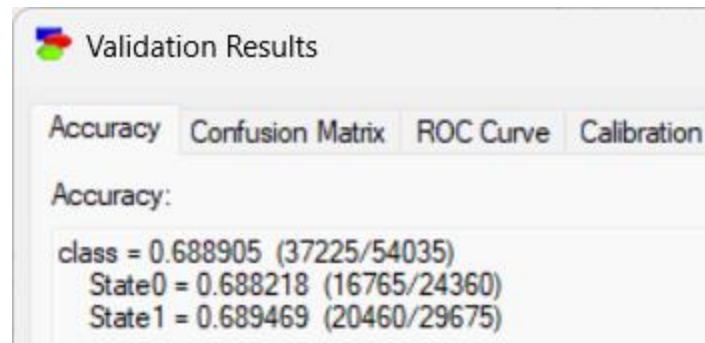 Validation Results
Accuracy Confusion Matrix ROC Curve Calibration
Accuracy:
class = 0.688905 (37225/54035)
State0 = 0.688218 (16765/24360)
State1 = 0.689469 (20460/29675)